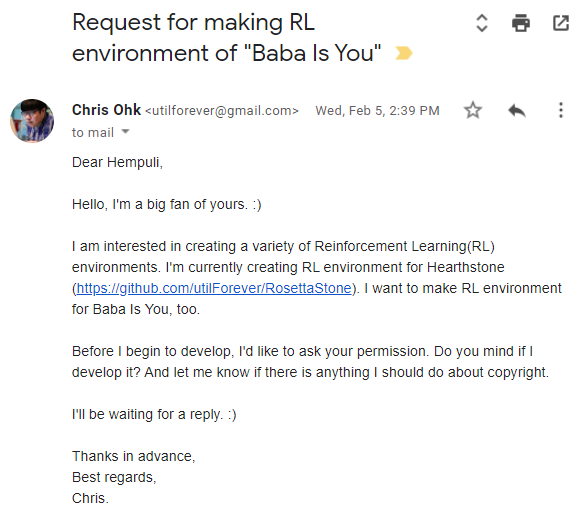 Request for making RL
environment of "Baba Is You"
Chris Ohk <utilforever@gmail.com> Wed, Feb 5, 2:39 PM
to mail
Dear Hempuli,
Hello, I'm a big fan of yours. :)
I am interested in creating a variety of Reinforcement Learning(RL)
environments. I'm currently creating RL environment for Hearthstone
(https://github.com/utilForever/RosettaStone). I want to make RL environment
for Baba Is You, too.
Before I begin to develop, I'd like to ask your permission. Do you mind if I
develop it? And let me know if there is anything I should do about copyright.
I'll be waiting for a reply. :)
Thanks in advance,
Best regards,
Chris.